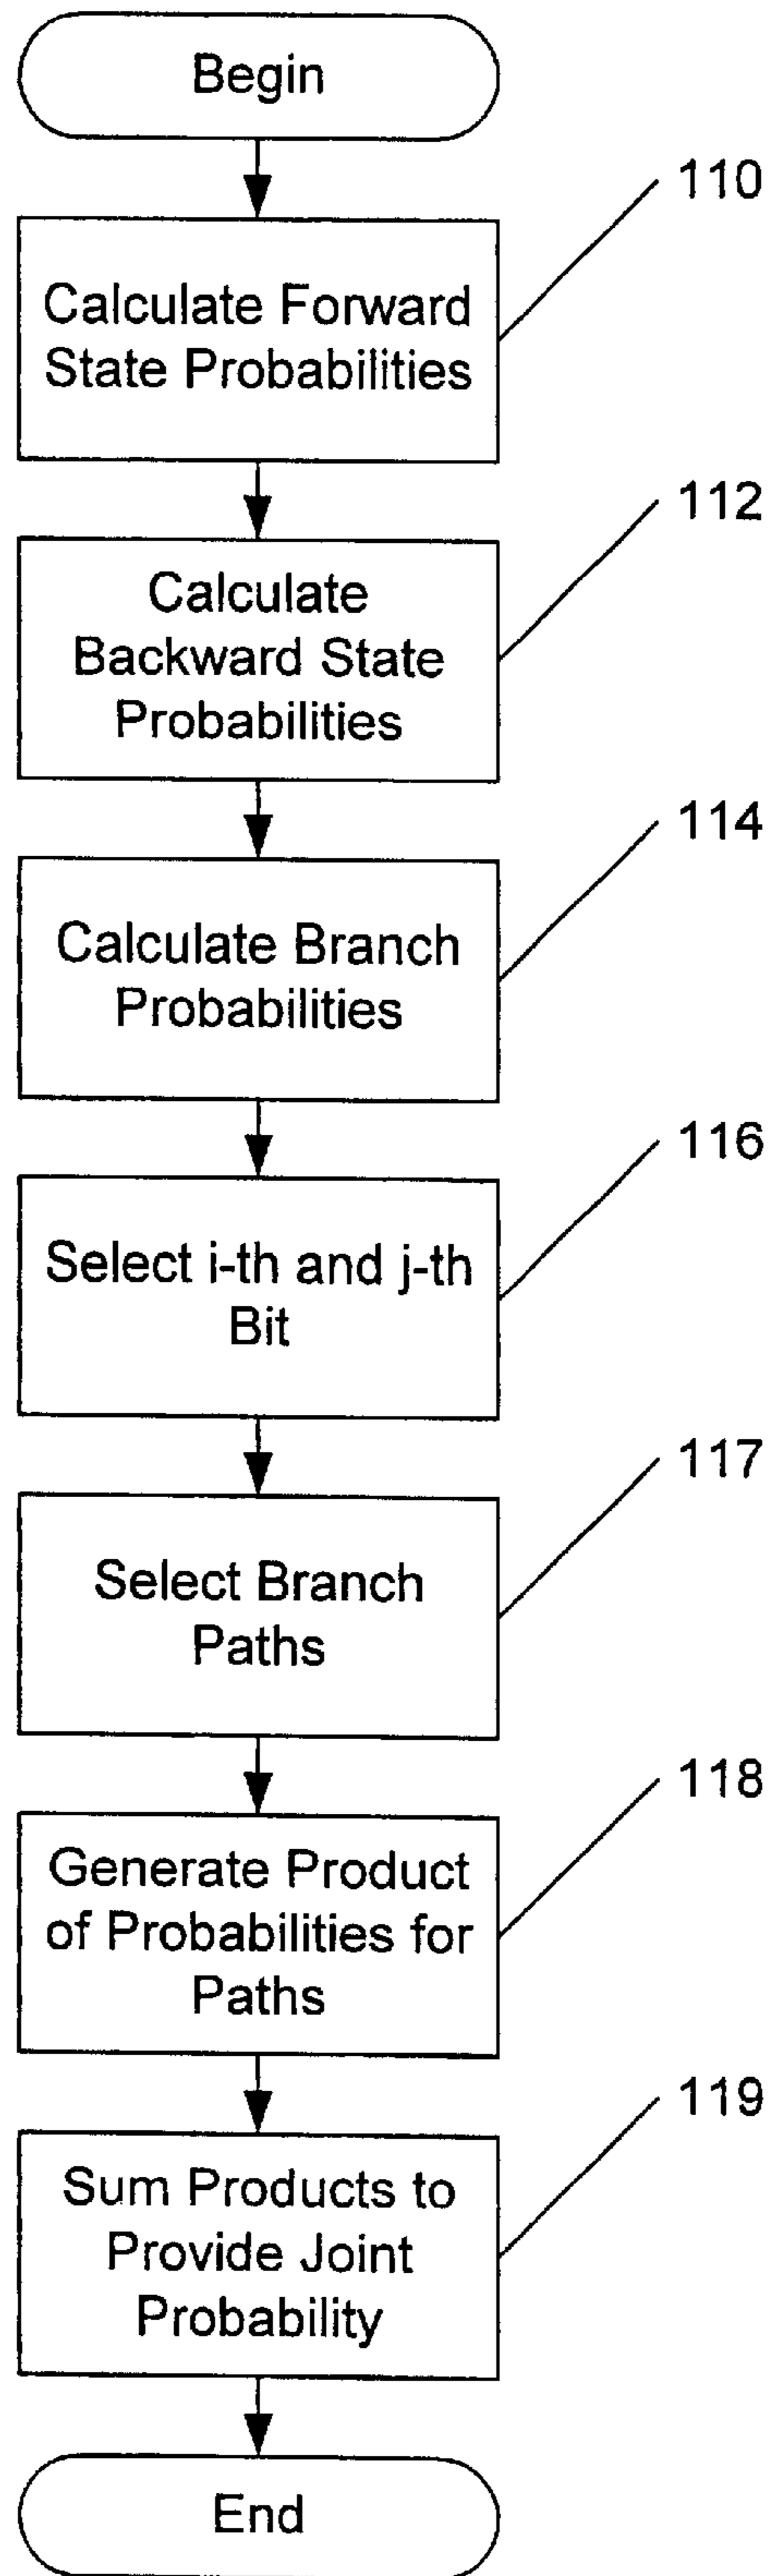 Begin
110
Calculate Forward
State Probabilities
112
Calculate
Backward State
Probabilities
114
Calculate Branch
Probabilities
116
Select i-th and j-th
Bit
117
Select Branch
Paths
118
Generate Product
of Probabilities for
Paths
119
Sum Products to
Provide Joint
Probability
End